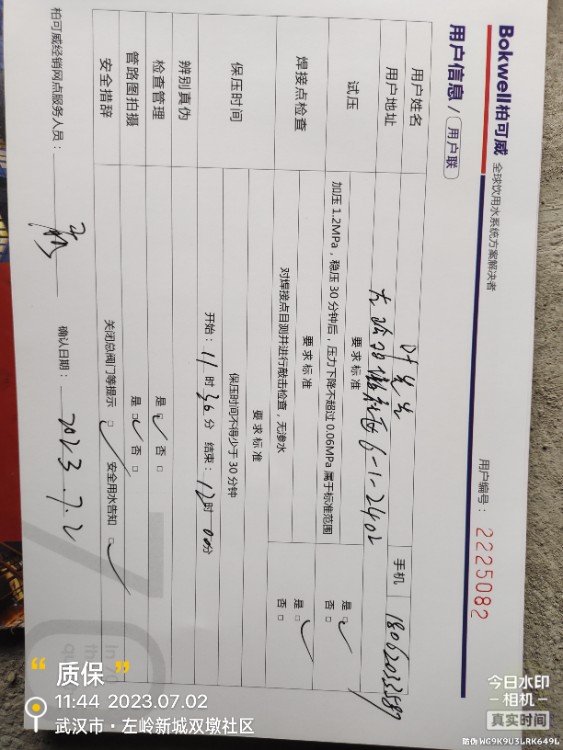 Bokwell柏可威 全球饮用水系统方案解决者
用户编号：2225082
用户信息 / 用户联
用户姓名 叶先生 手机
用户地址 6-1-2402
试压 要求标准
加压 1.2MPa，稳压 30 分钟后，压力下降不超过 0.06MPa 属于标准范围 是 □ ✓ 否 □
焊接点检查 要求标准
对焊接点目测并进行敲击检查，无渗水 是 □ ✓ 否 □
保压时间 要求标准
保压时间不得少于 30 分钟
开始：11 时 36 分 结束：12 时 00 分
辨别真伪
检查管理 是 □ ✓ 否 □
管路图拍摄 是 □ ✓ 否 □
安全措辞 关闭总阀门等提示 □ ✓ 安全用水告知 □ ✓
柏可威经销网点服务人员： 确认日期：2023.7.2
“ 质保 ”
11:44 2023.07.02
武汉市·左岭新城双墩社区
今日水印
相机
真实时间
防伪 WC9K9U3LRK649L